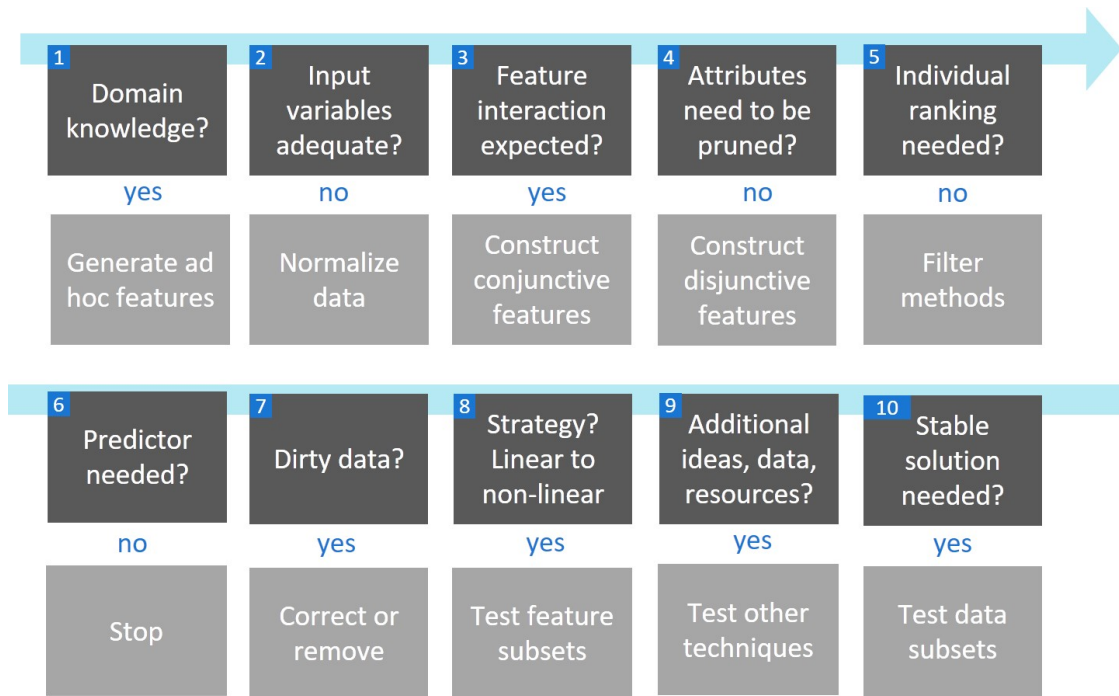 1
Domain
knowledge?
yes
Generate ad
hoc features
2
Input
variables
adequate?
no
Normalize
data
3
Feature
interaction
expected?
yes
Construct
conjunctive
features
4
Attributes
need to be
pruned?
no
Construct
disjunctive
features
5
Individual
ranking
needed?
no
Filter
methods
6
Predictor
needed?
no
Stop
7
Dirty data?
yes
Correct or
remove
8
Strategy?
Linear to
non-linear
yes
Test feature
subsets
9
Additional
ideas, data,
resources?
yes
Test other
techniques
10
Stable
solution
needed?
yes
Test data
subsets